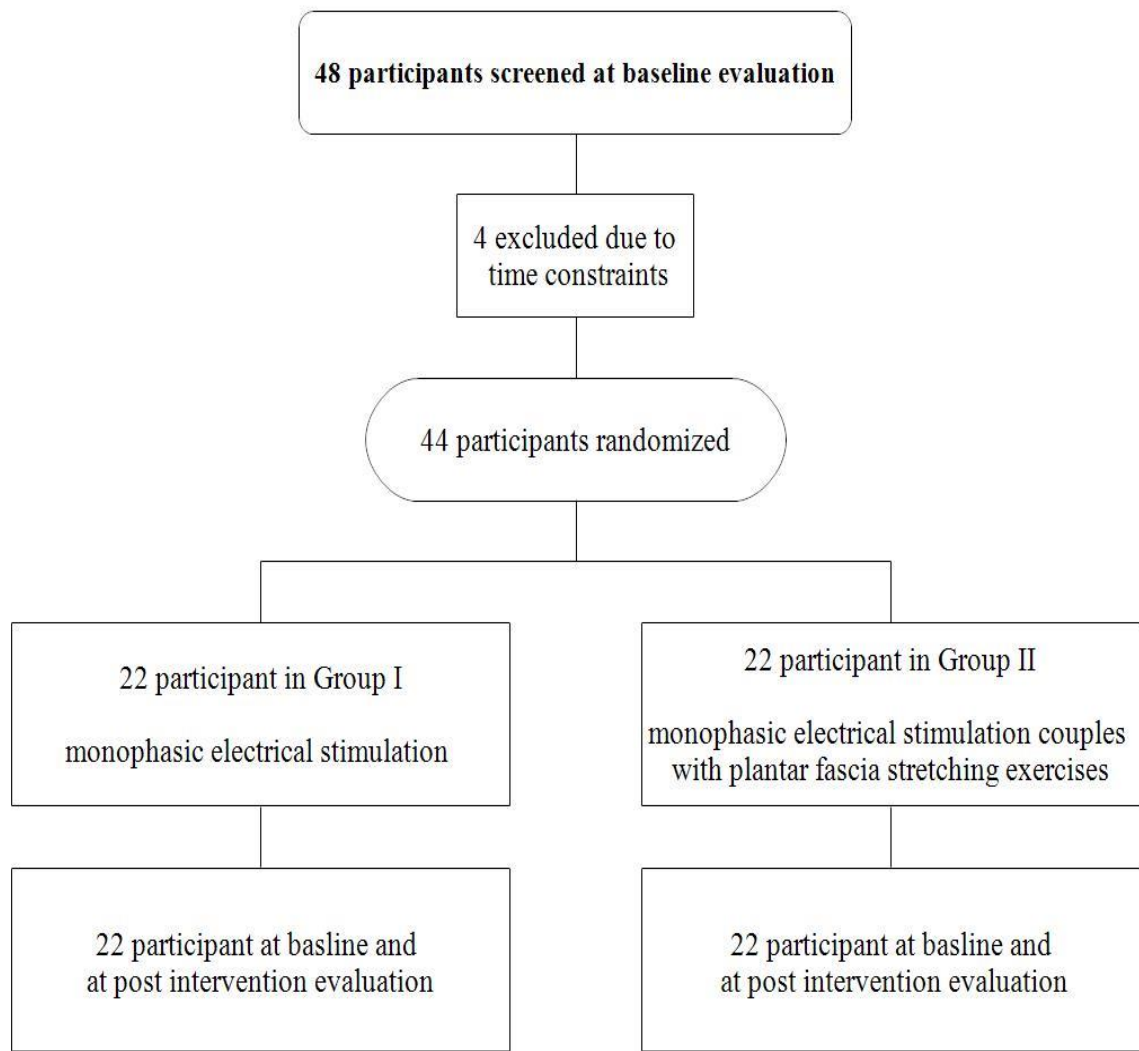 48 participants screened at baseline evaluation
4 excluded due to
time constraints
44 participants randomized
22 participant in Group I
monophasic electrical stimulation
22 participant in Group II
monophasic electrical stimulation couples
with plantar fascia stretching exercises
22 participant at basline and
at post intervention evaluation
22 participant at basline and
at post intervention evaluation